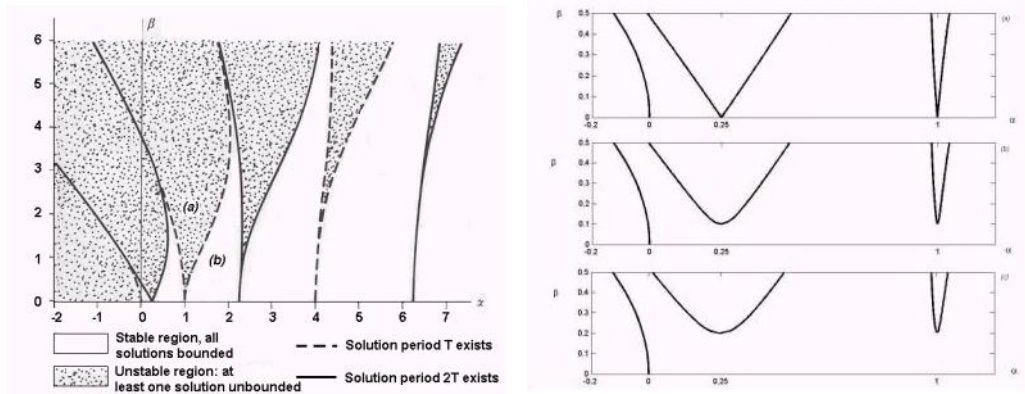 β
6
5
4
3
2
1
0
(a)
(b)
-2 -1 0 1 2 3 4 5 6 7
Stable region, all
solutions bounded
Unstable region: at
least one solution unbounded
Solution period T exists
Solution period 2T exists
β
0.5
0.4
0.3
0.2
0.1
0
(a)
-0.2 0 0.25 1
α
β
0.5
0.4
0.3
0.2
0.1
0
(b)
-0.2 0 0.25 1
α
β
0.5
0.4
0.3
0.2
0.1
0
-0.2 0 0.25 1
α